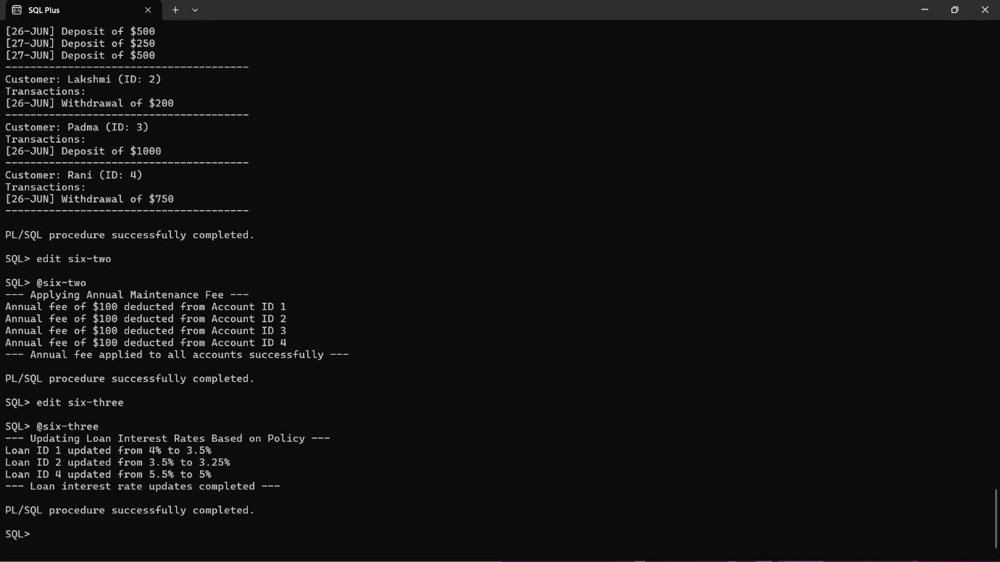 SQL Plus
[26-JUN] Deposit of $500
[27-JUN] Deposit of $250
[27-JUN] Deposit of $500
---------------------------------------
Customer: Lakshmi (ID: 2)
Transactions:
[26-JUN] Withdrawal of $200
---------------------------------------
Customer: Padma (ID: 3)
Transactions:
[26-JUN] Deposit of $1000
---------------------------------------
Customer: Rani (ID: 4)
Transactions:
[26-JUN] Withdrawal of $750
---------------------------------------
PL/SQL procedure successfully completed.
SQL> edit six-two
SQL> @six-two
--- Applying Annual Maintenance Fee ---
Annual fee of $100 deducted from Account ID 1
Annual fee of $100 deducted from Account ID 2
Annual fee of $100 deducted from Account ID 3
Annual fee of $100 deducted from Account ID 4
--- Annual fee applied to all accounts successfully ---
PL/SQL procedure successfully completed.
SQL> edit six-three
SQL> @six-three
--- Updating Loan Interest Rates Based on Policy ---
Loan ID 1 updated from 4% to 3.5%
Loan ID 2 updated from 3.5% to 3.25%
Loan ID 4 updated from 5.5% to 5%
--- Loan interest rate updates completed ---
PL/SQL procedure successfully completed.
SQL>